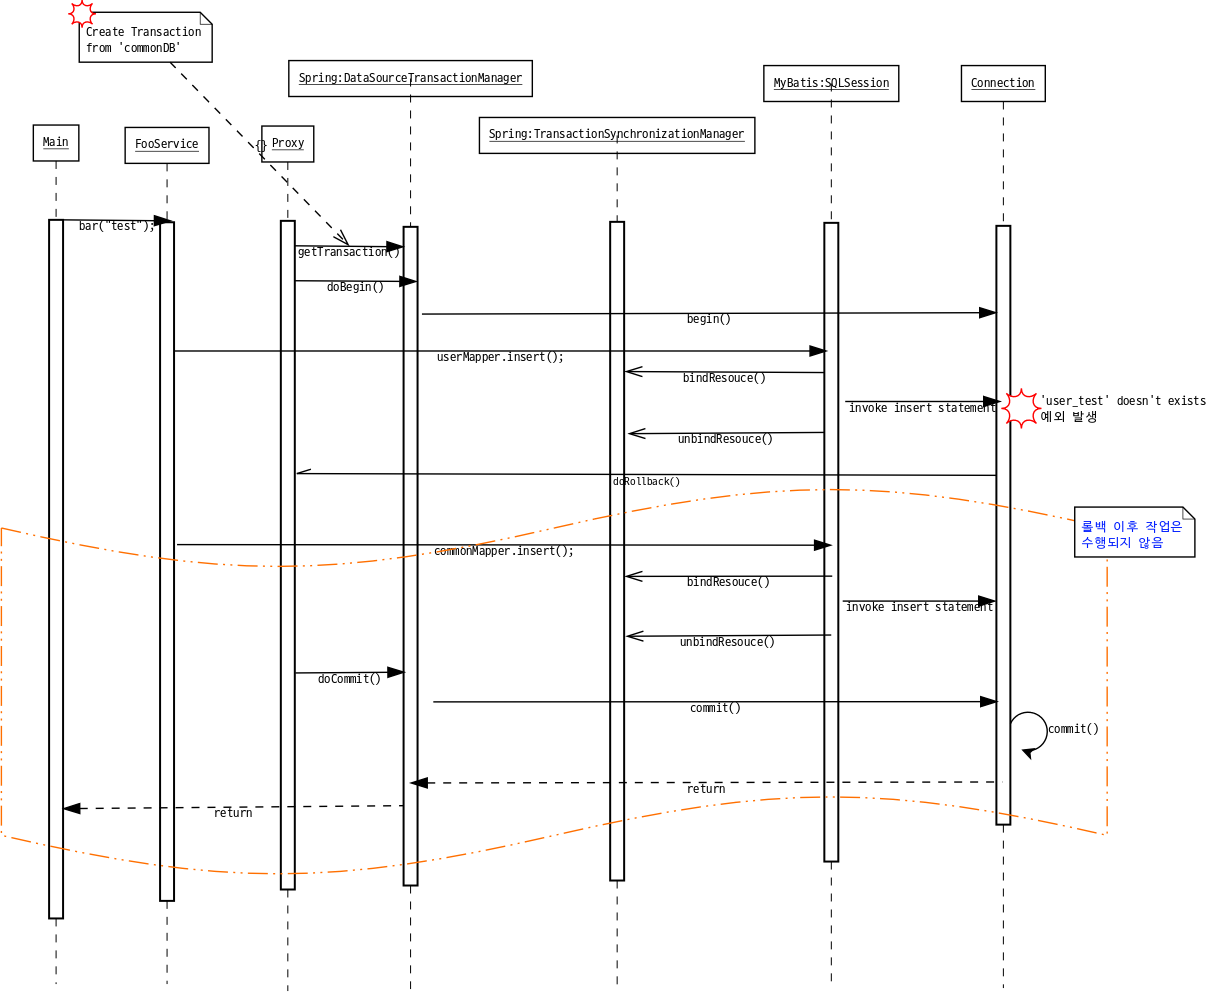 Create Transaction
from 'commonDB'
Spring:DataSourceTransactionManager
MyBatis:SQLSession
Connection
Spring:TransactionSynchronizationManager
Main
FooService
{}
Proxy
bar("test");
getTransaction()
doBegin()
begin()
userMapper.insert();
bindResouce()
invoke insert statement
'user_test' doesn't exists
예외 발생
unbindResouce()
doRollback()
롤백 이후 작업은
수행되지 않음
commonMapper.insert();
bindResouce()
invoke insert statement
unbindResouce()
doCommit()
commit()
commit()
return
return